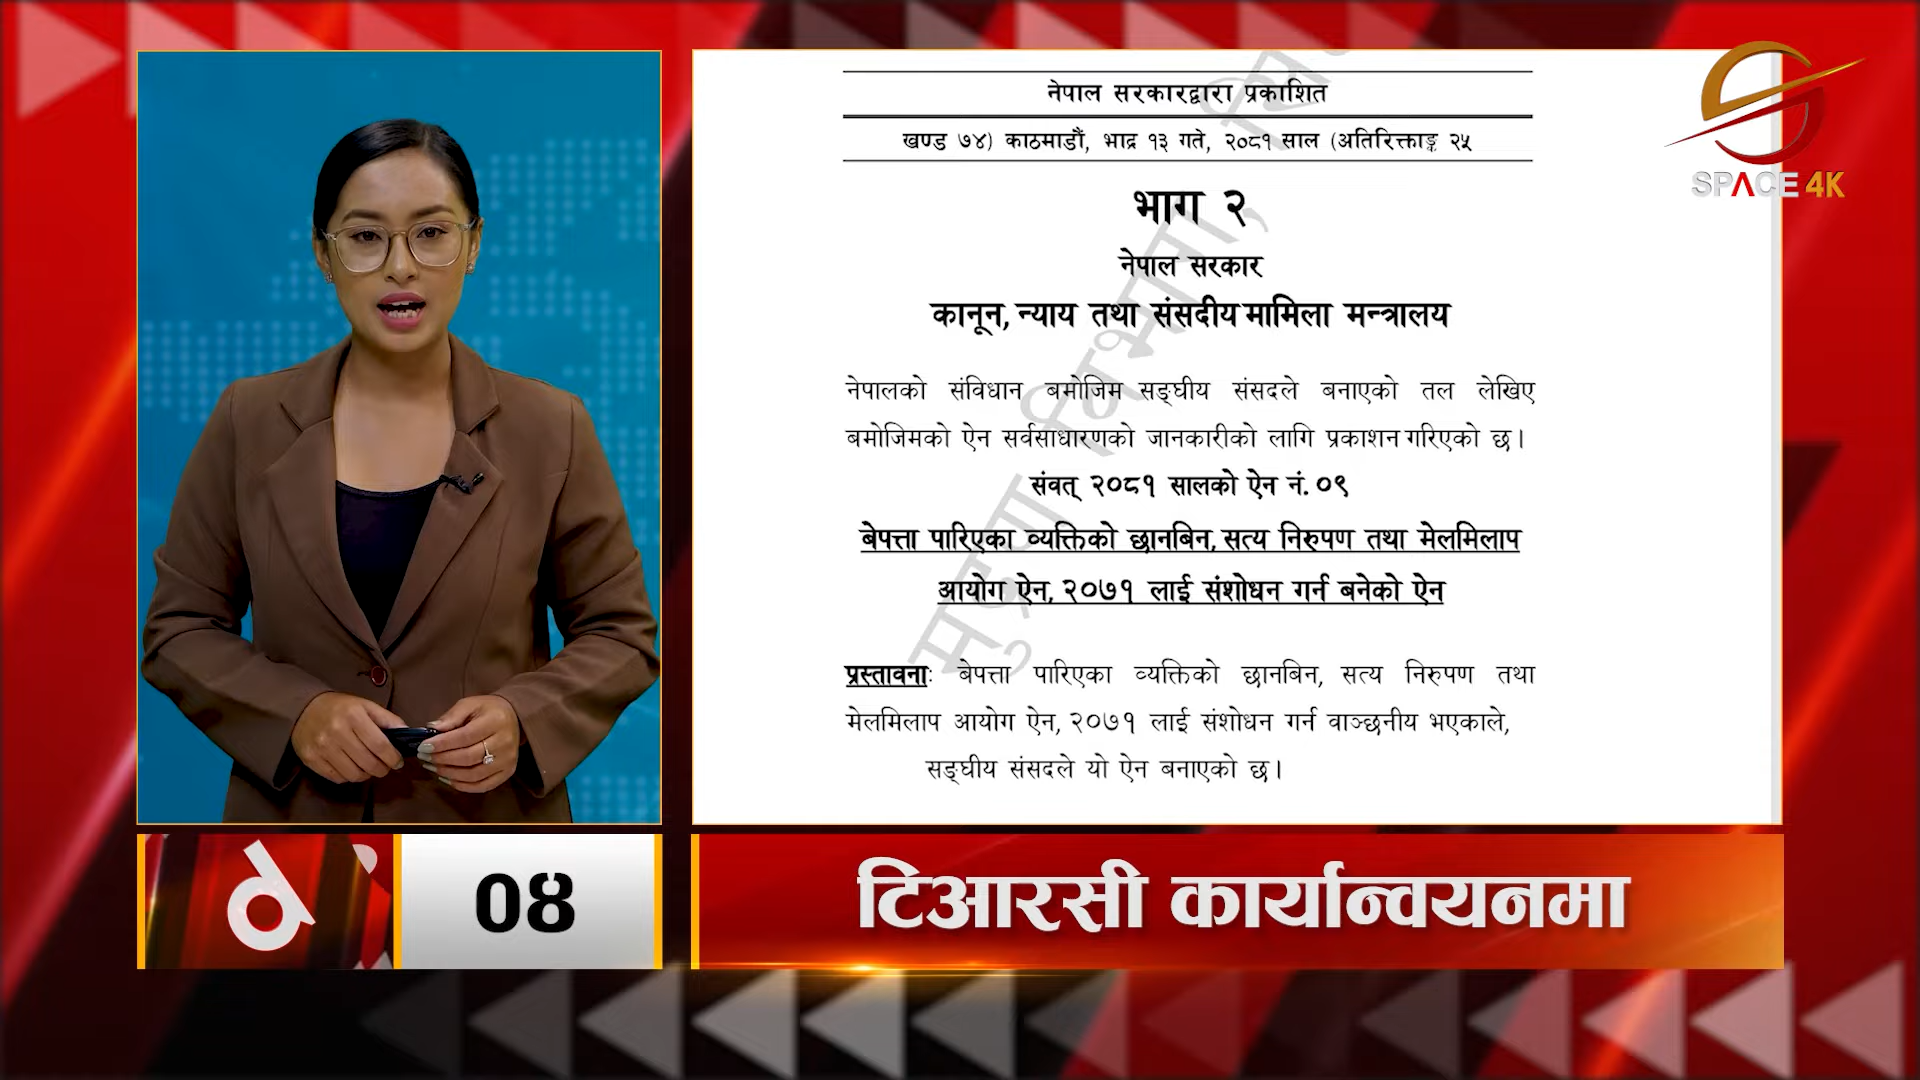 नेपाल सरकारद्वारा प्रकाशित
खण्ड ७४) काठमाडौं, भाद्र १३ गते, २०८१ साल (अतिरिक्ताङ्क २५
भाग २
नेपाल सरकार
कानून, न्याय तथा संसदीय मामिला मन्त्रालय
नेपालको संविधान बमोजिम सङ्घीय संसदले बनाएको तल लेखिए
बमोजिमको ऐन सर्वसाधारणको जानकारीको लागि प्रकाशन गरिएको छ।
संवत् २०८१ सालको ऐन नं. ०९
बेपत्ता पारिएका व्यक्तिको छानबिन, सत्य निरुपण तथा मेलमिलाप
आयोग ऐन, २०७१ लाई संशोधन गर्न बनेको ऐन
प्रस्तावनाः बेपत्ता पारिएका व्यक्तिको छानबिन, सत्य निरुपण तथा
मेलमिलाप आयोग ऐन, २०७१ लाई संशोधन गर्न वाञ्छनीय भएकाले,
सङ्घीय संसदले यो ऐन बनाएको छ।
मुद्रण विभाग,
SPACE 4K
०४
टिआरसी कार्यान्वयनमा